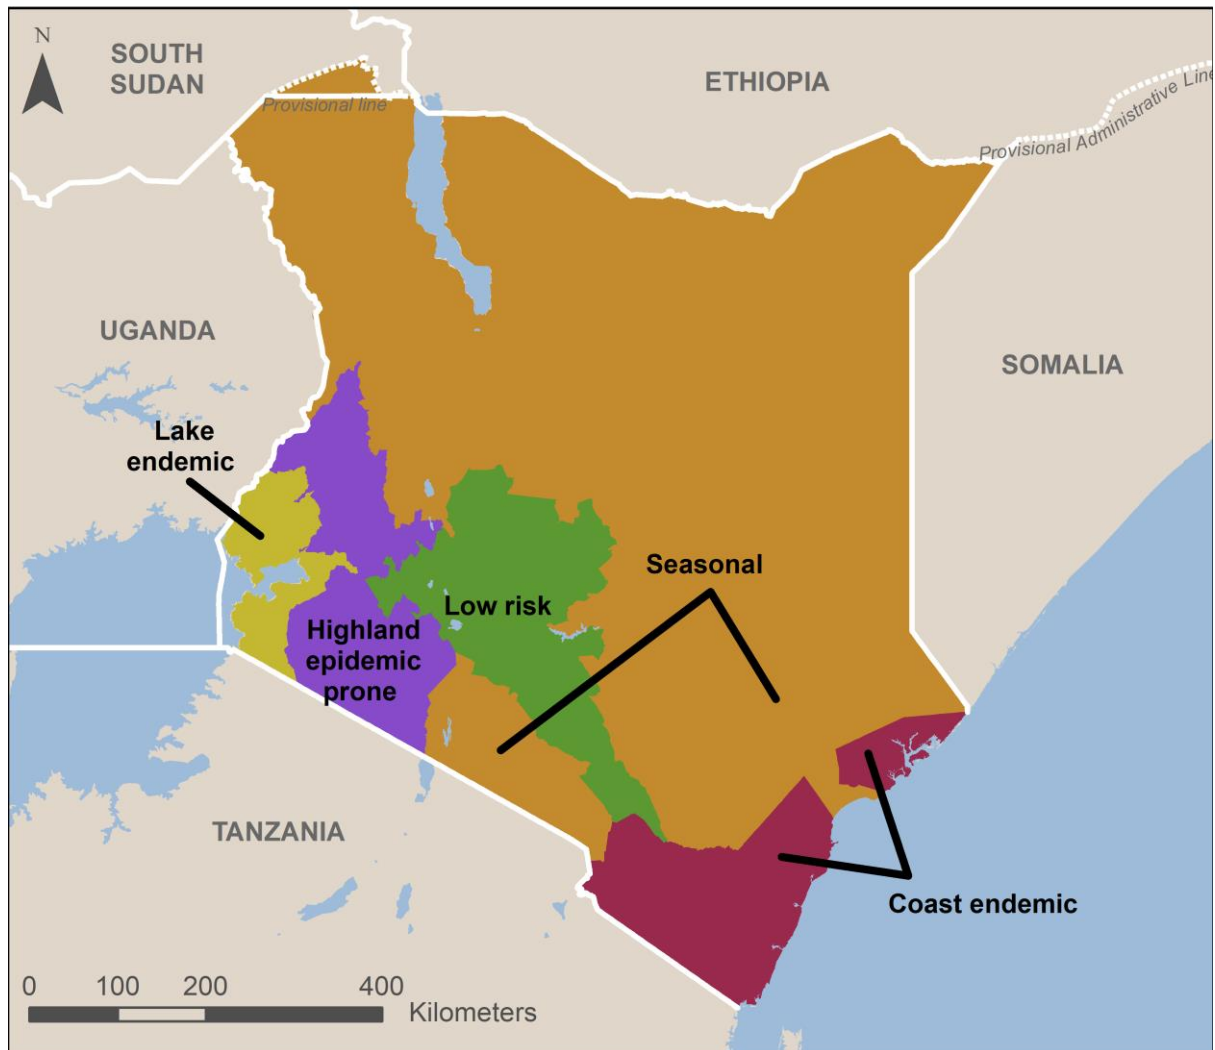 N
SOUTH
SUDAN
ETHIOPIA
Provisional line
Provisional Administrative Line
UGANDA
SOMALIA
Lake
endemic
Seasonal
Low risk
Highland
epidemic
prone
TANZANIA
Coast endemic
0 100 200 400
Kilometers